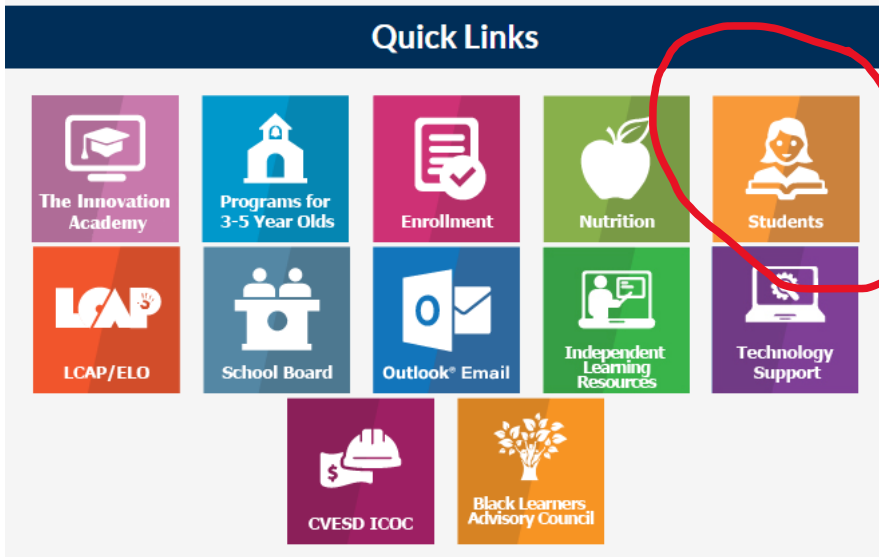 Quick Links
The Innovation
Academy
Programs for
3-5 Year Olds
Enrollment
Nutrition
Students
LCAP
LCAP/ELO
School Board
O
Outlook® Email
Independent
Learning
Resources
Technology
Support
$
CVESD ICOC
Black Learners
Advisory Council